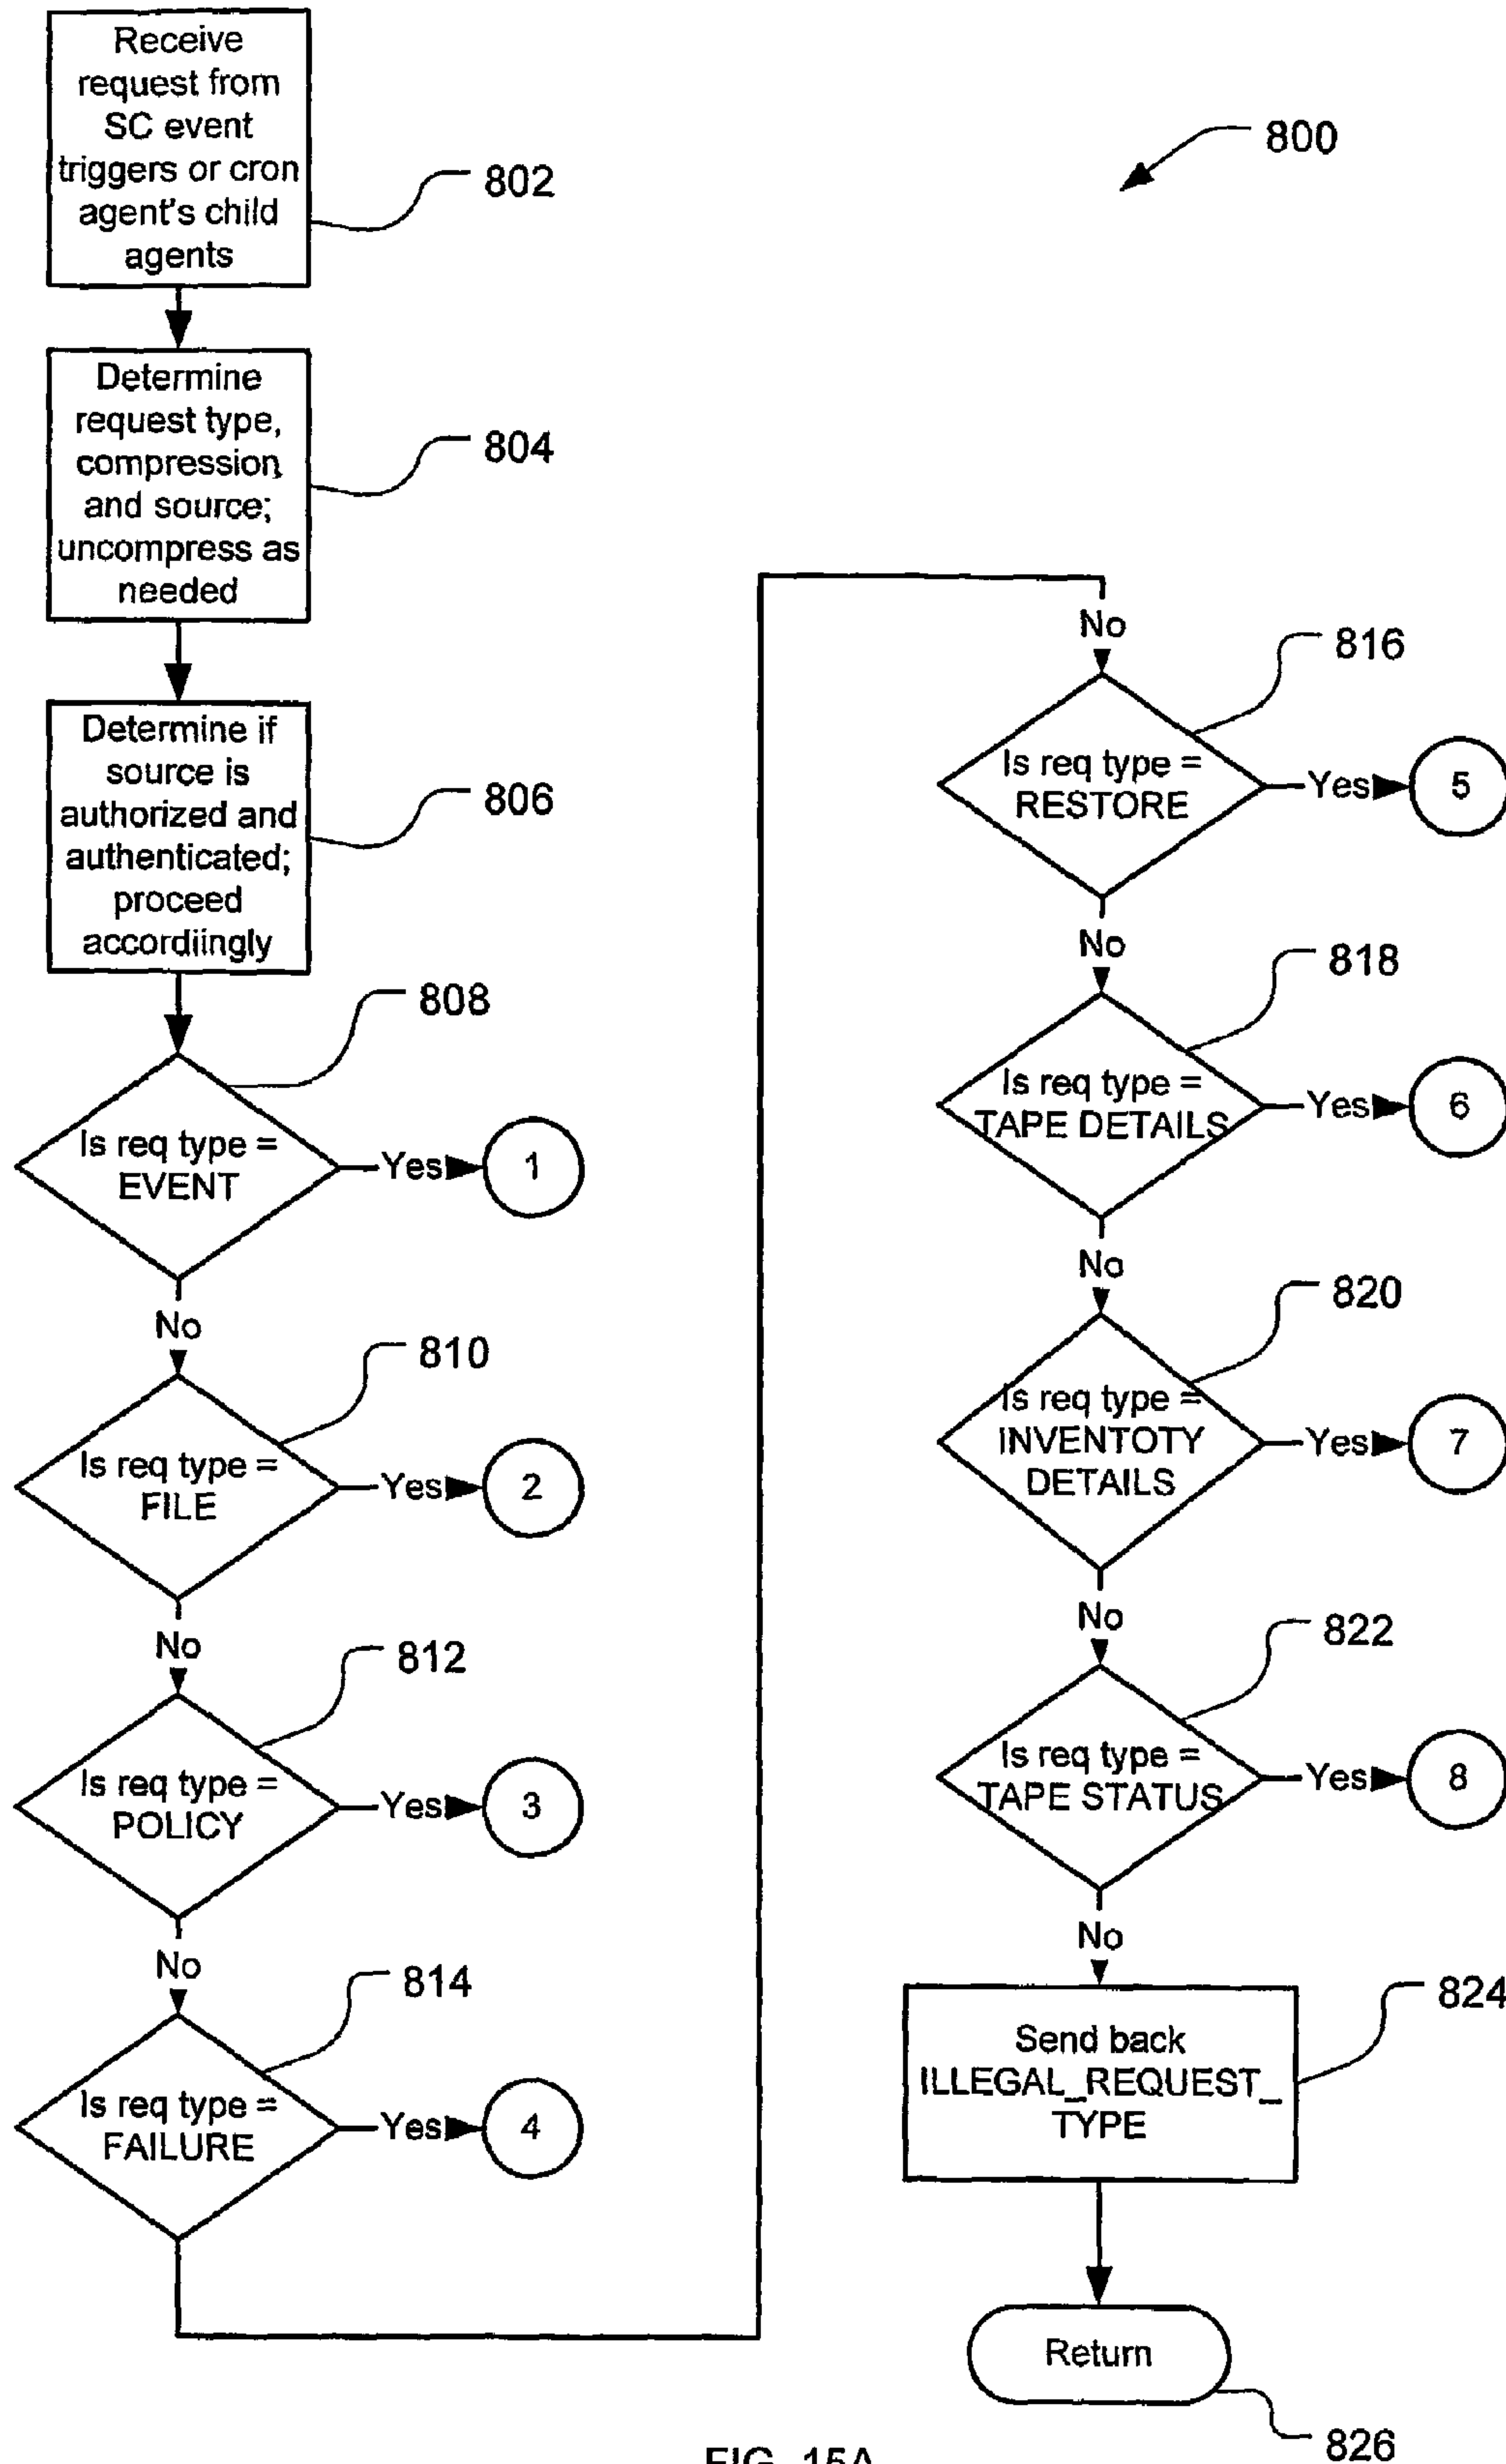 Receive
request from
SC event
triggers or cron
agent's child
agents
802
800
Determine
request type,
compression
and source;
uncompress as
needed
804
Determine if
source is
authorized and
authenticated;
proceed
accordiingly
806
808
Is req type =
EVENT
Yes
1
No
810
Is req type =
FILE
Yes
2
No
812
Is req type =
POLICY
Yes
3
No
814
Is req type =
FAILURE
Yes
4
No
816
Is req type =
RESTORE
Yes
5
No
818
Is req type =
TAPE DETAILS
Yes
6
No
820
Is req type =
INVENTOTY
DETAILS
Yes
7
No
822
Is req type =
TAPE STATUS
Yes
8
No
824
Send back
ILLEGAL_REQUEST_
TYPE
Return
826
FIG. 15A